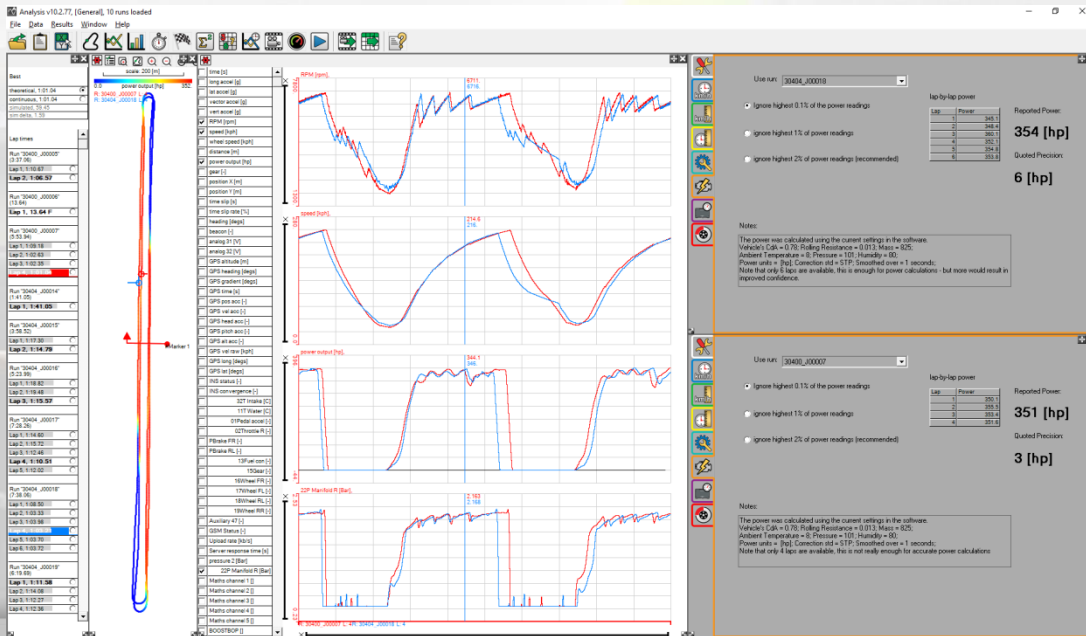 Analysis v10.2.77, [General], 10 runs loaded
File Data Results Window Help
Best
theoretical, 1:01.04
continuous, 1:01.04
simulated, 59.45
sim delta, 1.59
Lap times
Run "30400_J00005"
(3:37.06)
Lap 1, 1:10.67
Lap 2, 1:06.57
Run "30400_J00006"
(13.64)
Lap 1, 13.64 F
Run "30400_J00007"
(5:53.94)
Lap 1, 1:09.18
Lap 2, 1:02.63
Lap 3, 1:02.35
Run "30404_J00014"
(1:41.05)
Lap 1, 1:41.05
Run "30404_J00015"
(3:58.52)
Lap 1, 1:17.30
Lap 2, 1:14.79
Run "30404_J00016"
(5:23.99)
Lap 1, 1:18.82
Lap 2, 1:19.48
Lap 3, 1:15.57
Run "30404_J00017"
(7:28.26)
Lap 1, 1:14.60
Lap 2, 1:15.72
Lap 3, 1:12.46
Lap 4, 1:10.51
Lap 5, 1:12.02
Run "30404_J00018"
(7:38.06)
Lap 1, 1:08.50
Lap 2, 1:03.33
Lap 3, 1:03.56
Lap 5, 1:03.70
Lap 6, 1:03.72
Run "30404_J00019"
(6:19.69)
Lap 1, 1:11.58
Lap 2, 1:14.08
Lap 3, 1:12.27
Lap 4, 1:12.36
scale: 200 [m]
power output [hp]
0.0
352.
R: 30400_J00007 L: 4
R: 30404_J00018 L: 4
Marker 1
time [s]
long accel [g]
lat accel [g]
vector accel [g]
vert accel [g]
RPM [rpm]
speed [kph]
wheel speed [kph]
distance [m]
power output [hp]
gear [-]
position X [m]
position Y [m]
time slip [s]
time slip rate [%]
heading [degs]
beacon [-]
analog 31 [V]
analog 32 [V]
GPS altitude [m]
GPS heading [degs]
GPS gradient [degs]
GPS time [s]
GPS pos acc [-]
GPS vel acc [-]
GPS head acc [-]
GPS pitch acc [-]
GPS alt acc [-]
GPS vel raw [kph]
GPS long [degs]
GPS lat [degs]
INS status [-]
INS convergence [-]
32T Intake [C]
11T Water [C]
01Pedal accel [-]
02Throttle R [-]
PBrake FR [-]
PBrake RL [-]
13Fuel con [-]
15Gear [-]
16Wheel FR [-]
17Wheel FL [-]
18Wheel RL [-]
19Wheel RR [-]
Auxiliary 47 [-]
GSM Status [-]
Upload rate [kb/s]
Server response time [s]
pressure 2 [Bar]
22P Manifold R [Bar]
Maths channel 1 []
Maths channel 2 []
Maths channel 3 []
Maths channel 4 []
Maths channel 5 []
BOOSTBOP []
RPM [rpm],
6711.
6716.
speed [kph],
214.6
216.
power output [hp],
344.1
346.
22P Manifold R [Bar]
2.163
2.168
R: 30400_J00007 L: 4 R: 30404_J00018 L: 4
Use run: 30404_J00018
Ignore highest 0.1% of the power readings
ignore highest 1% of power readings
ignore highest 2% of power readings (recommended)
lap-by-lap power
Lap Power
1 345.1
2 348.4
3 360.1
4 352.1
5 354.8
6 353.8
Reported Power:
354 [hp]
Quoted Precision:
6 [hp]
Notes:
The power was calculated using the current settings in the software.
Vehicle's CdA = 0.78; Rolling Resistance = 0.013; Mass = 825;
Ambient Temperature = 8; Pressure = 101; Humidity = 80;
Power units = [hp]; Correction std = STP; Smoothed over = 1 seconds;
Note that only 6 laps are available, this is enough for power calculations - but more would result in
improved confidence.
Use run: 30400_J00007
Ignore highest 0.1% of the power readings
ignore highest 1% of power readings
ignore highest 2% of power readings (recommended)
lap-by-lap power
Lap Power
1 350.1
2 355.5
3 353.4
4 351.6
Reported Power:
351 [hp]
Quoted Precision:
3 [hp]
Notes:
The power was calculated using the current settings in the software.
Vehicle's CdA = 0.78; Rolling Resistance = 0.013; Mass = 825;
Ambient Temperature = 8; Pressure = 101; Humidity = 80;
Power units = [hp]; Correction std = STP; Smoothed over = 1 seconds;
Note that only 4 laps are available, this is not really enough for accurate power calculations